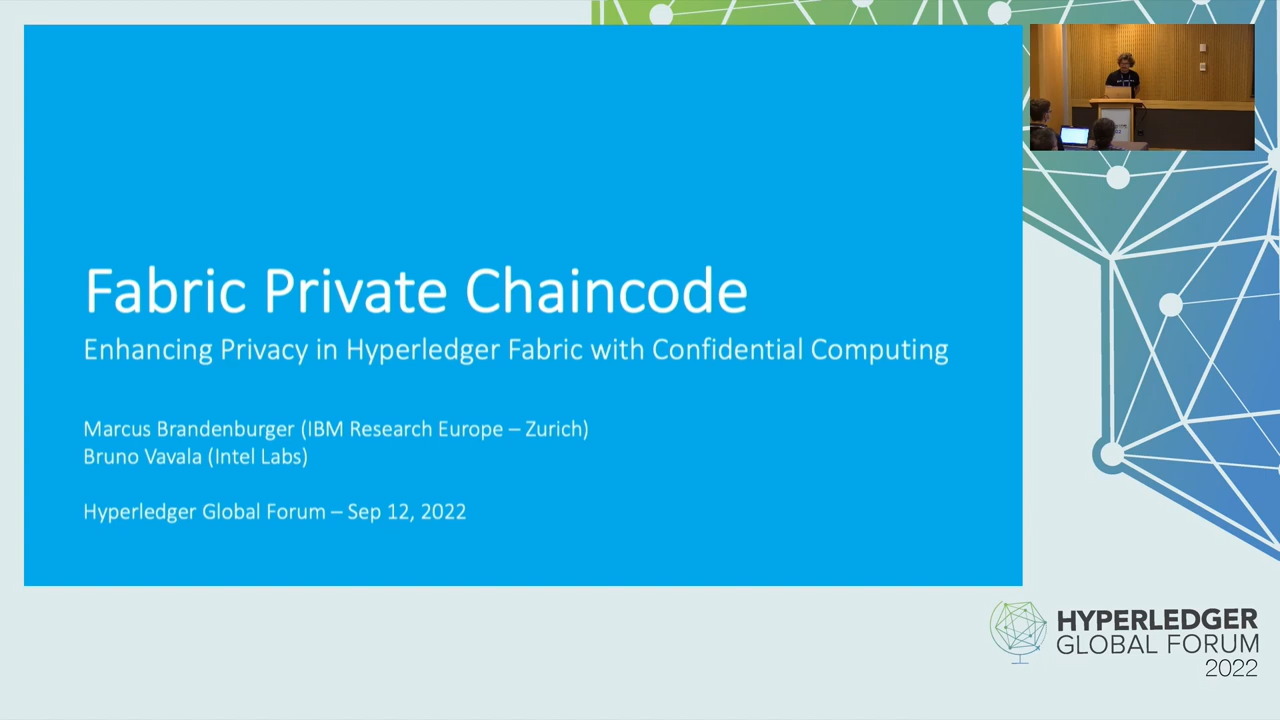 Fabric Private Chaincode
Enhancing Privacy in Hyperledger Fabric with Confidential Computing
Marcus Brandenburger (IBM Research Europe – Zurich)
Bruno Vavala (Intel Labs)
Hyperledger Global Forum – Sep 12, 2022
HYPERLEDGER
GLOBAL FORUM
2022